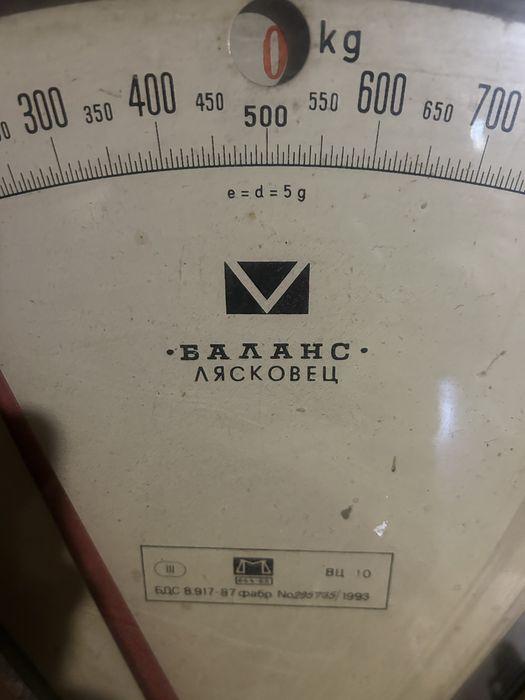 0 kg
300 350 400 450 500 550 600 650 700
e = d = 5 g
•БАЛАНС•
ЛЯСКОВЕЦ
III ВЦ 10
БДС 8.917-87 фабр. No /1993